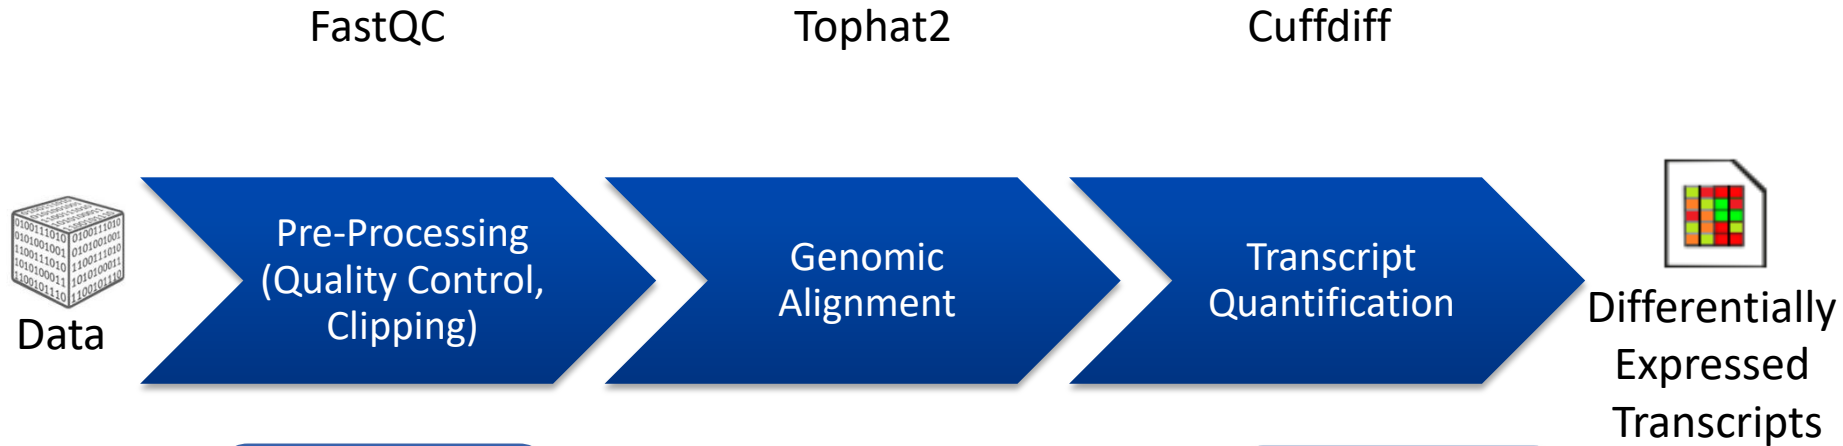 FastQC
Tophat2
Cuffdiff
Data
Pre-Processing
(Quality Control,
Clipping)
Genomic
Alignment
Transcript
Quantification
Differentially
Expressed
Transcripts